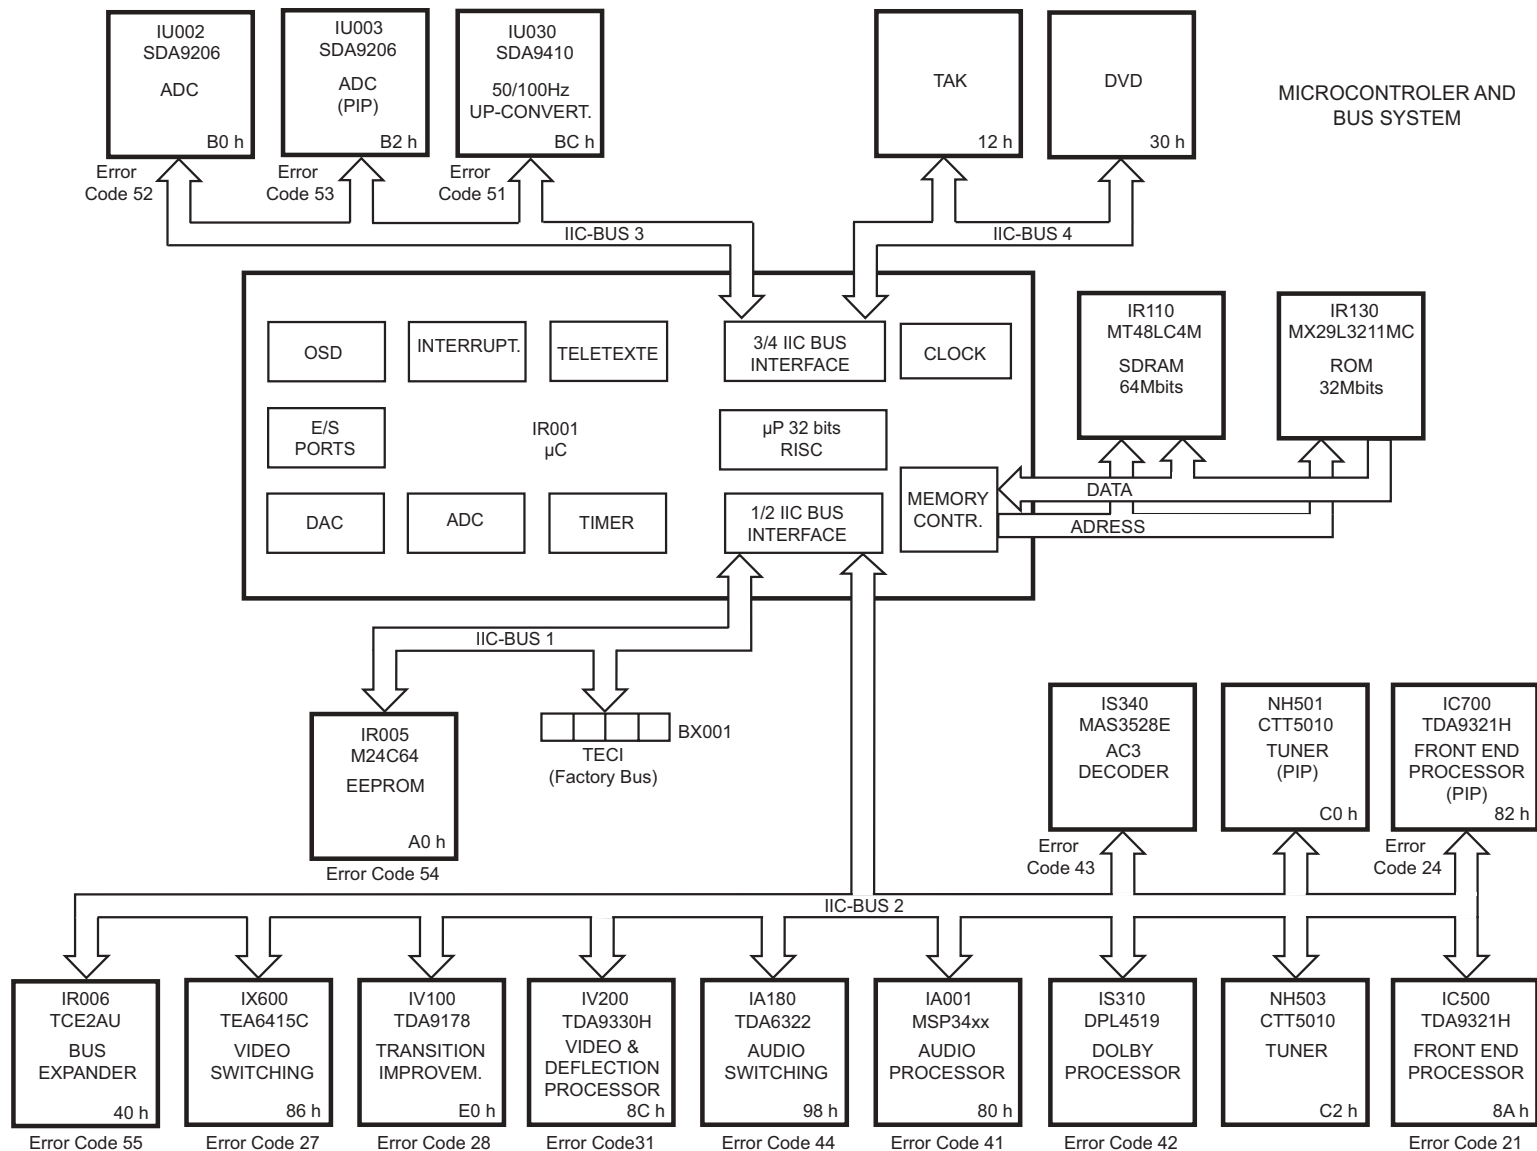 IU002
SDA9206
ADC
B0 h
Error
Code 52
IU003
SDA9206
ADC
(PIP)
B2 h
Error
Code 53
IU030
SDA9410
50/100Hz
UP-CONVERT.
BC h
Error
Code 51
TAK
12 h
DVD
30 h
MICROCONTROLER AND
BUS SYSTEM
IIC-BUS 3
IIC-BUS 4
OSD
INTERRUPT.
TELETEXTE
3/4 IIC BUS
INTERFACE
CLOCK
E/S
PORTS
IR001
µC
µP 32 bits
RISC
DAC
ADC
TIMER
1/2 IIC BUS
INTERFACE
MEMORY
CONTR.
IR110
MT48LC4M
SDRAM
64Mbits
IR130
MX29L3211MC
ROM
32Mbits
DATA
ADRESS
IIC-BUS 1
IR005
M24C64
EEPROM
A0 h
Error Code 54
BX001
TECI
(Factory Bus)
IS340
MAS3528E
AC3
DECODER
Error
Code 43
NH501
CTT5010
TUNER
(PIP)
C0 h
IC700
TDA9321H
FRONT END
PROCESSOR
(PIP)
82 h
Error
Code 24
IIC-BUS 2
IR006
TCE2AU
BUS
EXPANDER
40 h
Error Code 55
IX600
TEA6415C
VIDEO
SWITCHING
86 h
Error Code 27
IV100
TDA9178
TRANSITION
IMPROVEM.
E0 h
Error Code 28
IV200
TDA9330H
VIDEO &
DEFLECTION
PROCESSOR
8C h
Error Code31
IA180
TDA6322
AUDIO
SWITCHING
98 h
Error Code 44
IA001
MSP34xx
AUDIO
PROCESSOR
80 h
Error Code 41
IS310
DPL4519
DOLBY
PROCESSOR
Error Code 42
NH503
CTT5010
TUNER
C2 h
IC500
TDA9321H
FRONT END
PROCESSOR
8A h
Error Code 21